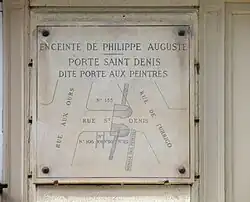 ENCEINTE DE PHILIPPE AUGUSTE
PORTE SAINT DENIS
DITE PORTE AUX PEINTRES
N° 135
RUE AUX OURS
RUE DE TURBIGO
RUE ST DENIS